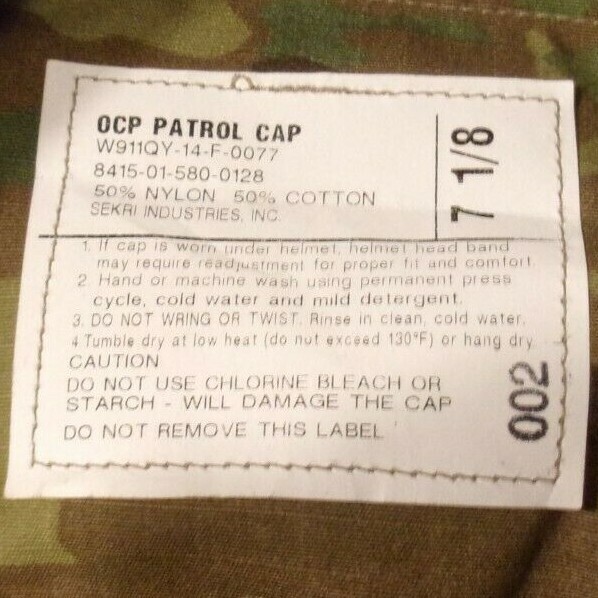 OCP PATROL CAP
W911QY-14-F-0077
8415-01-580-0128
50% NYLON 50% COTTON
SEKRI INDUSTRIES, INC.
7 1/8
1. If cap is worn under helmet, helmet head band
may require readjustment for proper fit and comfort.
2. Hand or machine wash using permanent press
cycle, cold water and mild detergent.
3. DO NOT WRING OR TWIST. Rinse in clean, cold water.
4.Tumble dry at low heat (do not exceed 130°F) or hang dry
CAUTION
DO NOT USE CHLORINE BLEACH OR
STARCH - WILL DAMAGE THE CAP
DO NOT REMOVE THIS LABEL
002